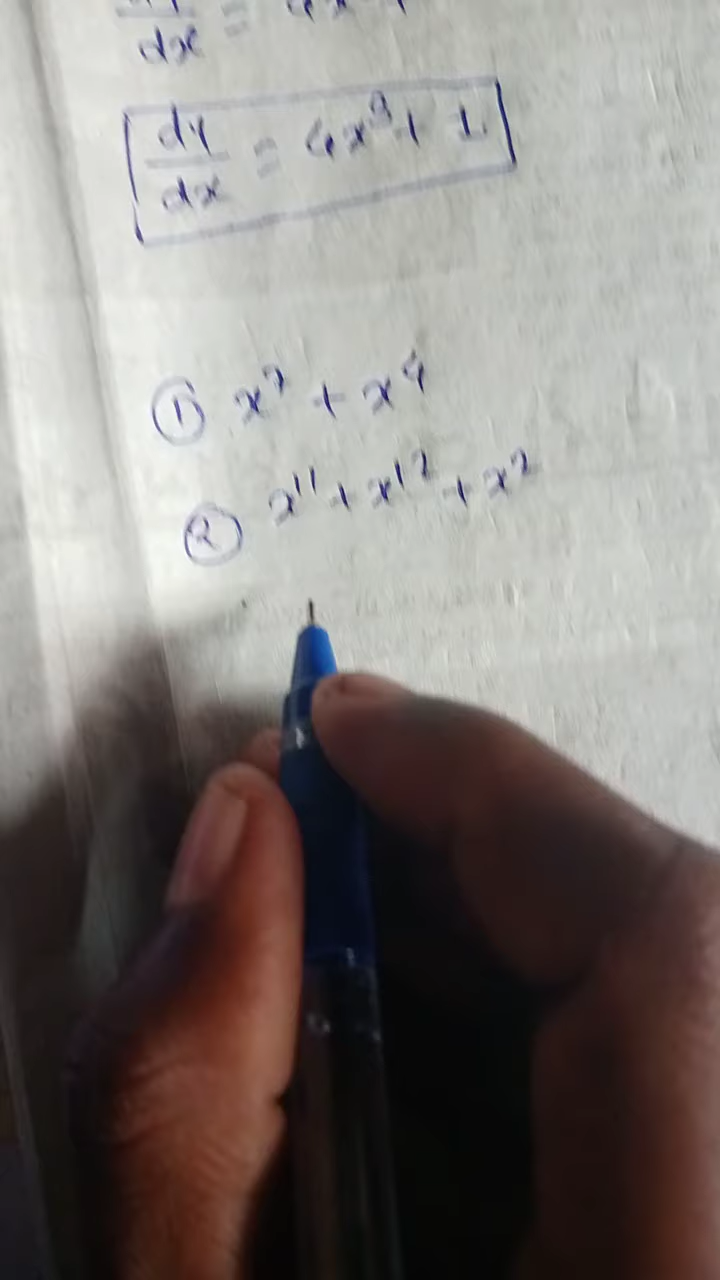 dx =
dy/dx = 4x³ + 1
① x⁷ + x⁴
② x¹¹ + x¹² + x²